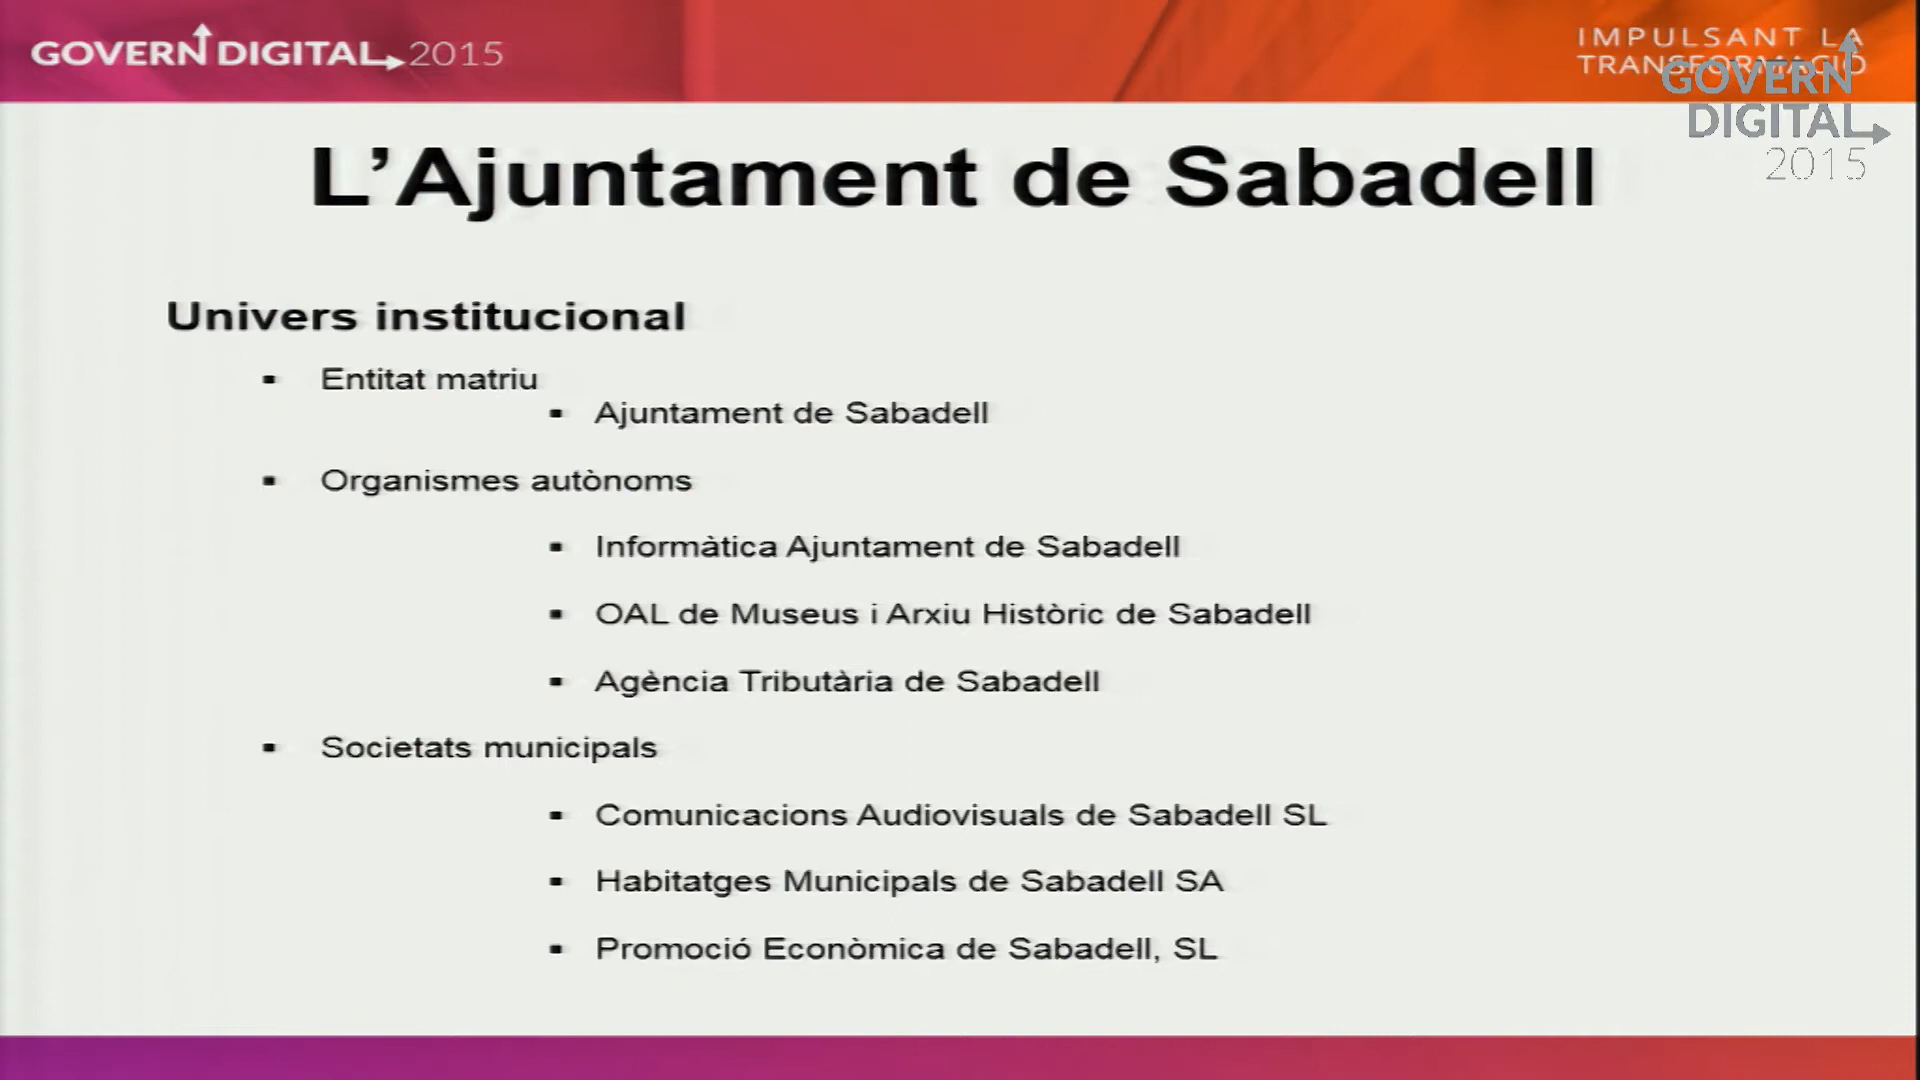 GOVERN DIGITAL 2015
IMPULSANT LA
TRANSFORMACIÓ
GOVERN
DIGITAL
2015
L’Ajuntament de Sabadell
Univers institucional
▪ Entitat matriu
▪ Ajuntament de Sabadell
▪ Organismes autònoms
▪ Informàtica Ajuntament de Sabadell
▪ OAL de Museus i Arxiu Històric de Sabadell
▪ Agència Tributària de Sabadell
▪ Societats municipals
▪ Comunicacions Audiovisuals de Sabadell SL
▪ Habitatges Municipals de Sabadell SA
▪ Promoció Econòmica de Sabadell, SL